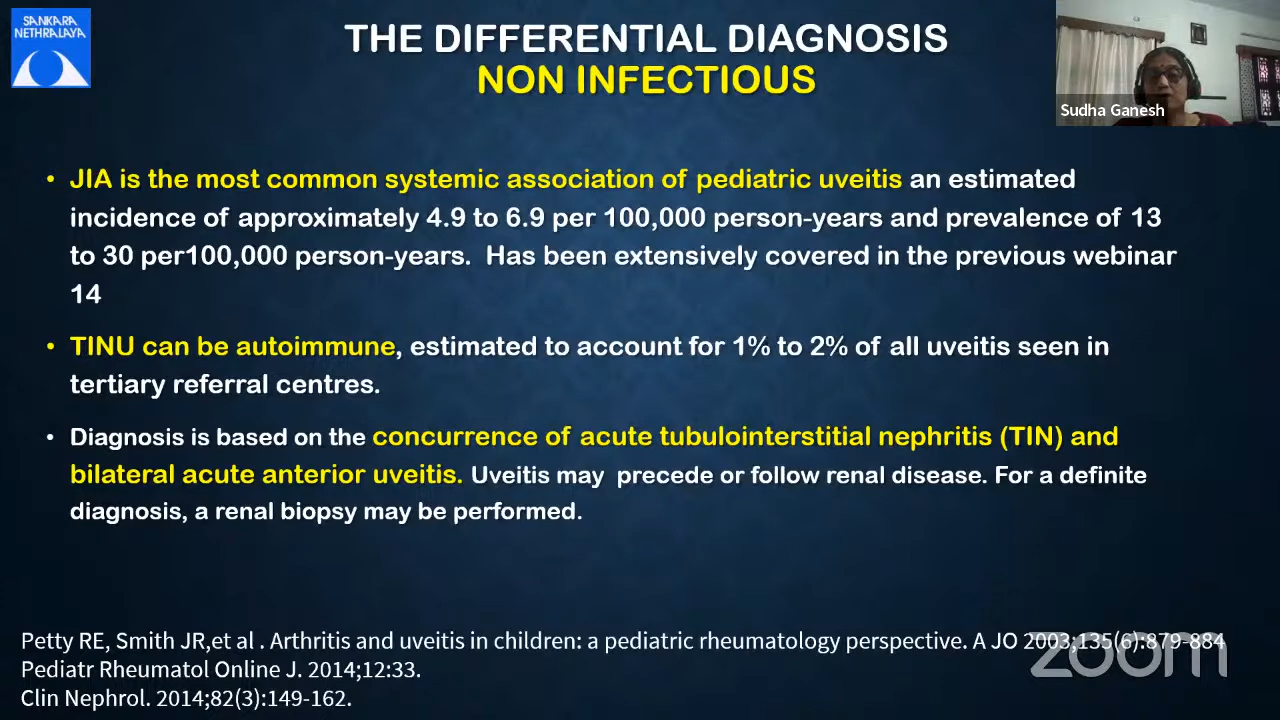 SANKARA
NETHRALAYA
THE DIFFERENTIAL DIAGNOSIS
NON INFECTIOUS
Sudha Ganesh
• JIA is the most common systemic association of pediatric uveitis an estimated
incidence of approximately 4.9 to 6.9 per 100,000 person-years and prevalence of 13
to 30 per100,000 person-years. Has been extensively covered in the previous webinar
14
• TINU can be autoimmune, estimated to account for 1% to 2% of all uveitis seen in
tertiary referral centres.
• Diagnosis is based on the concurrence of acute tubulointerstitial nephritis (TIN) and
bilateral acute anterior uveitis. Uveitis may precede or follow renal disease. For a definite
diagnosis, a renal biopsy may be performed.
Petty RE, Smith JR,et al . Arthritis and uveitis in children: a pediatric rheumatology perspective. A JO 2003;135(6):879-884
Pediatr Rheumatol Online J. 2014;12:33.
Clin Nephrol. 2014;82(3):149-162.
zoom